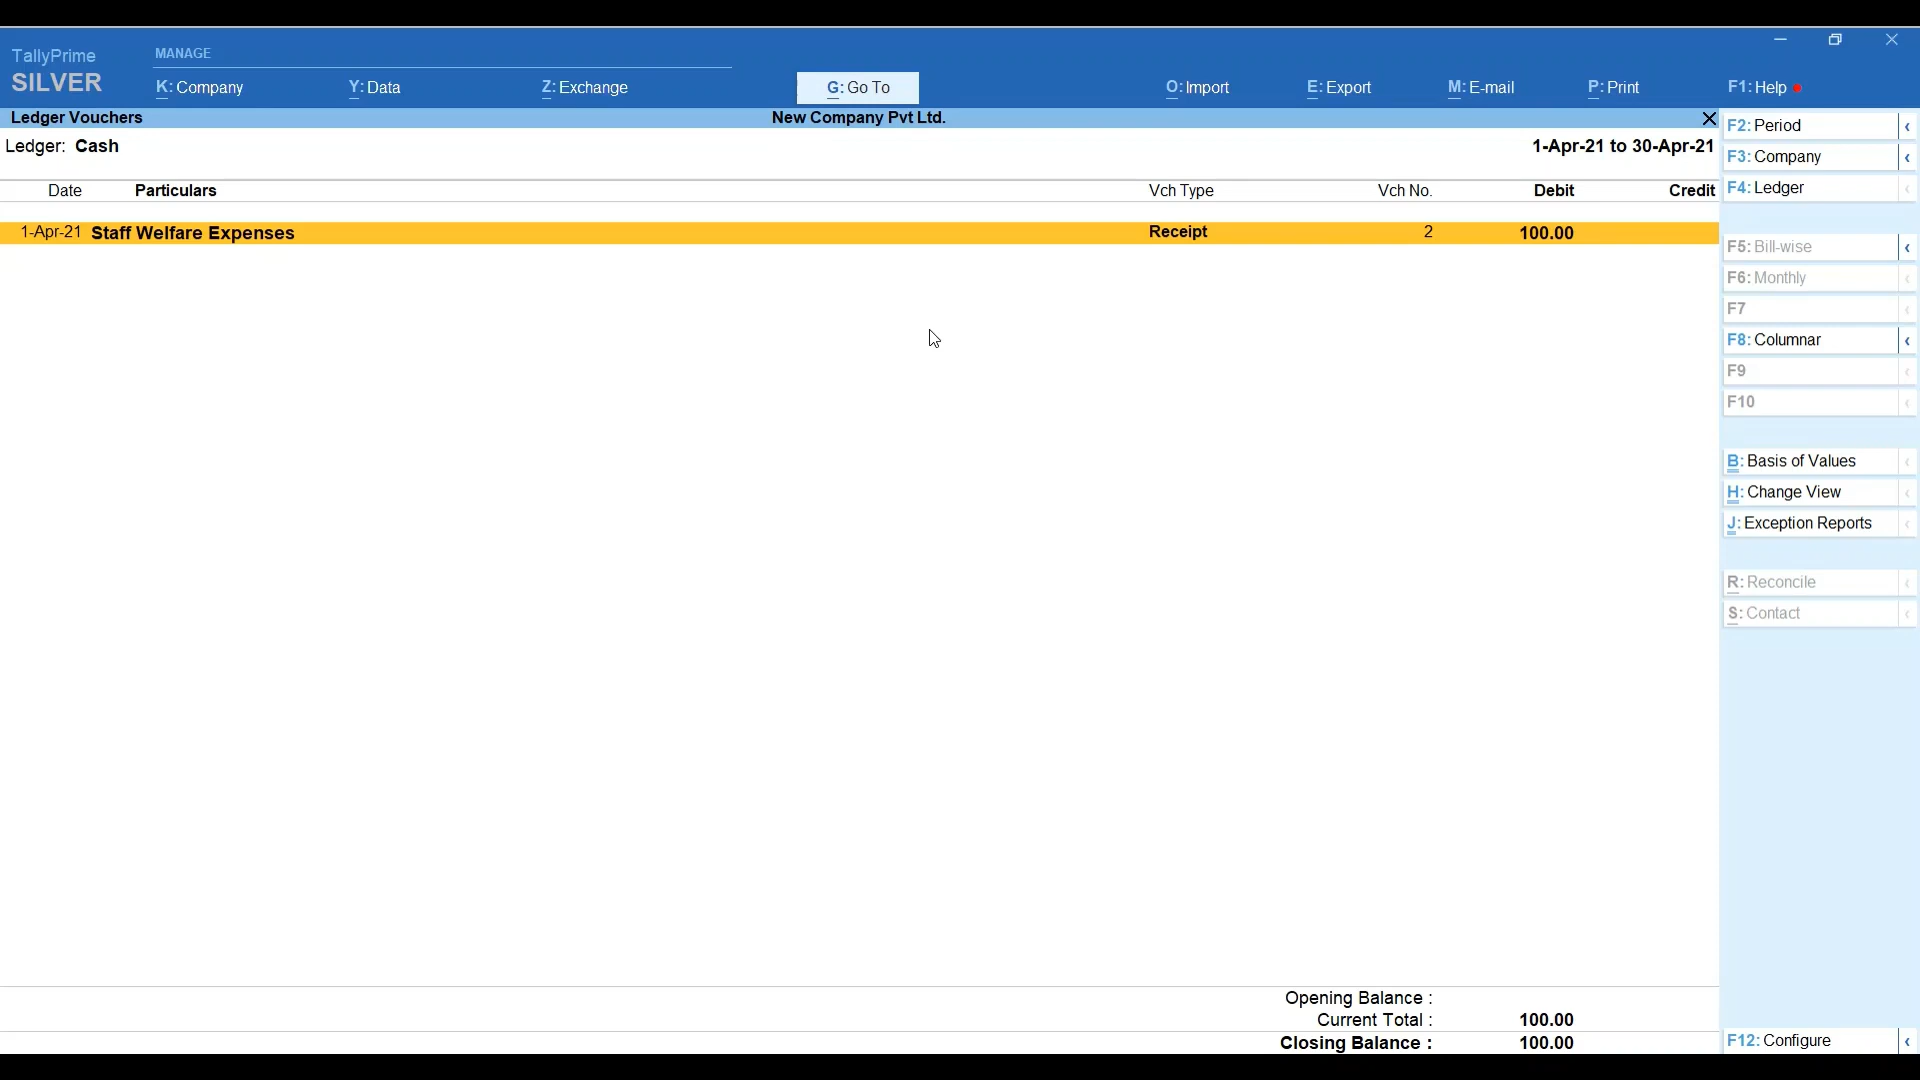 TallyPrime
SILVER
MANAGE
K: Company
Y: Data
Z: Exchange
G: Go To
O: Import
E: Export
M: E-mail
P: Print
F1: Help
Ledger Vouchers
New Company Pvt Ltd.
Ledger: Cash
1-Apr-21 to 30-Apr-21
Date Particulars Vch Type Vch No. Debit Credit
1-Apr-21 Staff Welfare Expenses Receipt 2 100.00
Opening Balance :
Current Total : 100.00
Closing Balance : 100.00
F2: Period
F3: Company
F4: Ledger
F5: Bill-wise
F6: Monthly
F7
F8: Columnar
F9
F10
B: Basis of Values
H: Change View
J: Exception Reports
R: Reconcile
S: Contact
F12: Configure